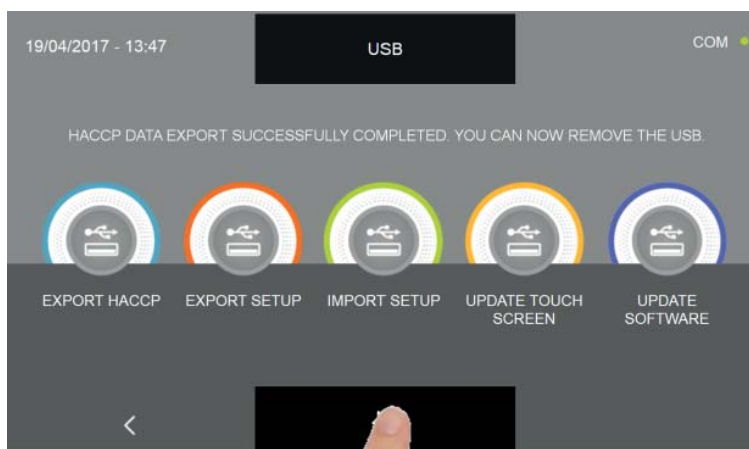 19/04/2017 - 13:47
USB
COM
HACCP DATA EXPORT SUCCESSFULLY COMPLETED. YOU CAN NOW REMOVE THE USB.
EXPORT HACCP
EXPORT SETUP
IMPORT SETUP
UPDATE TOUCH
SCREEN
UPDATE
SOFTWARE